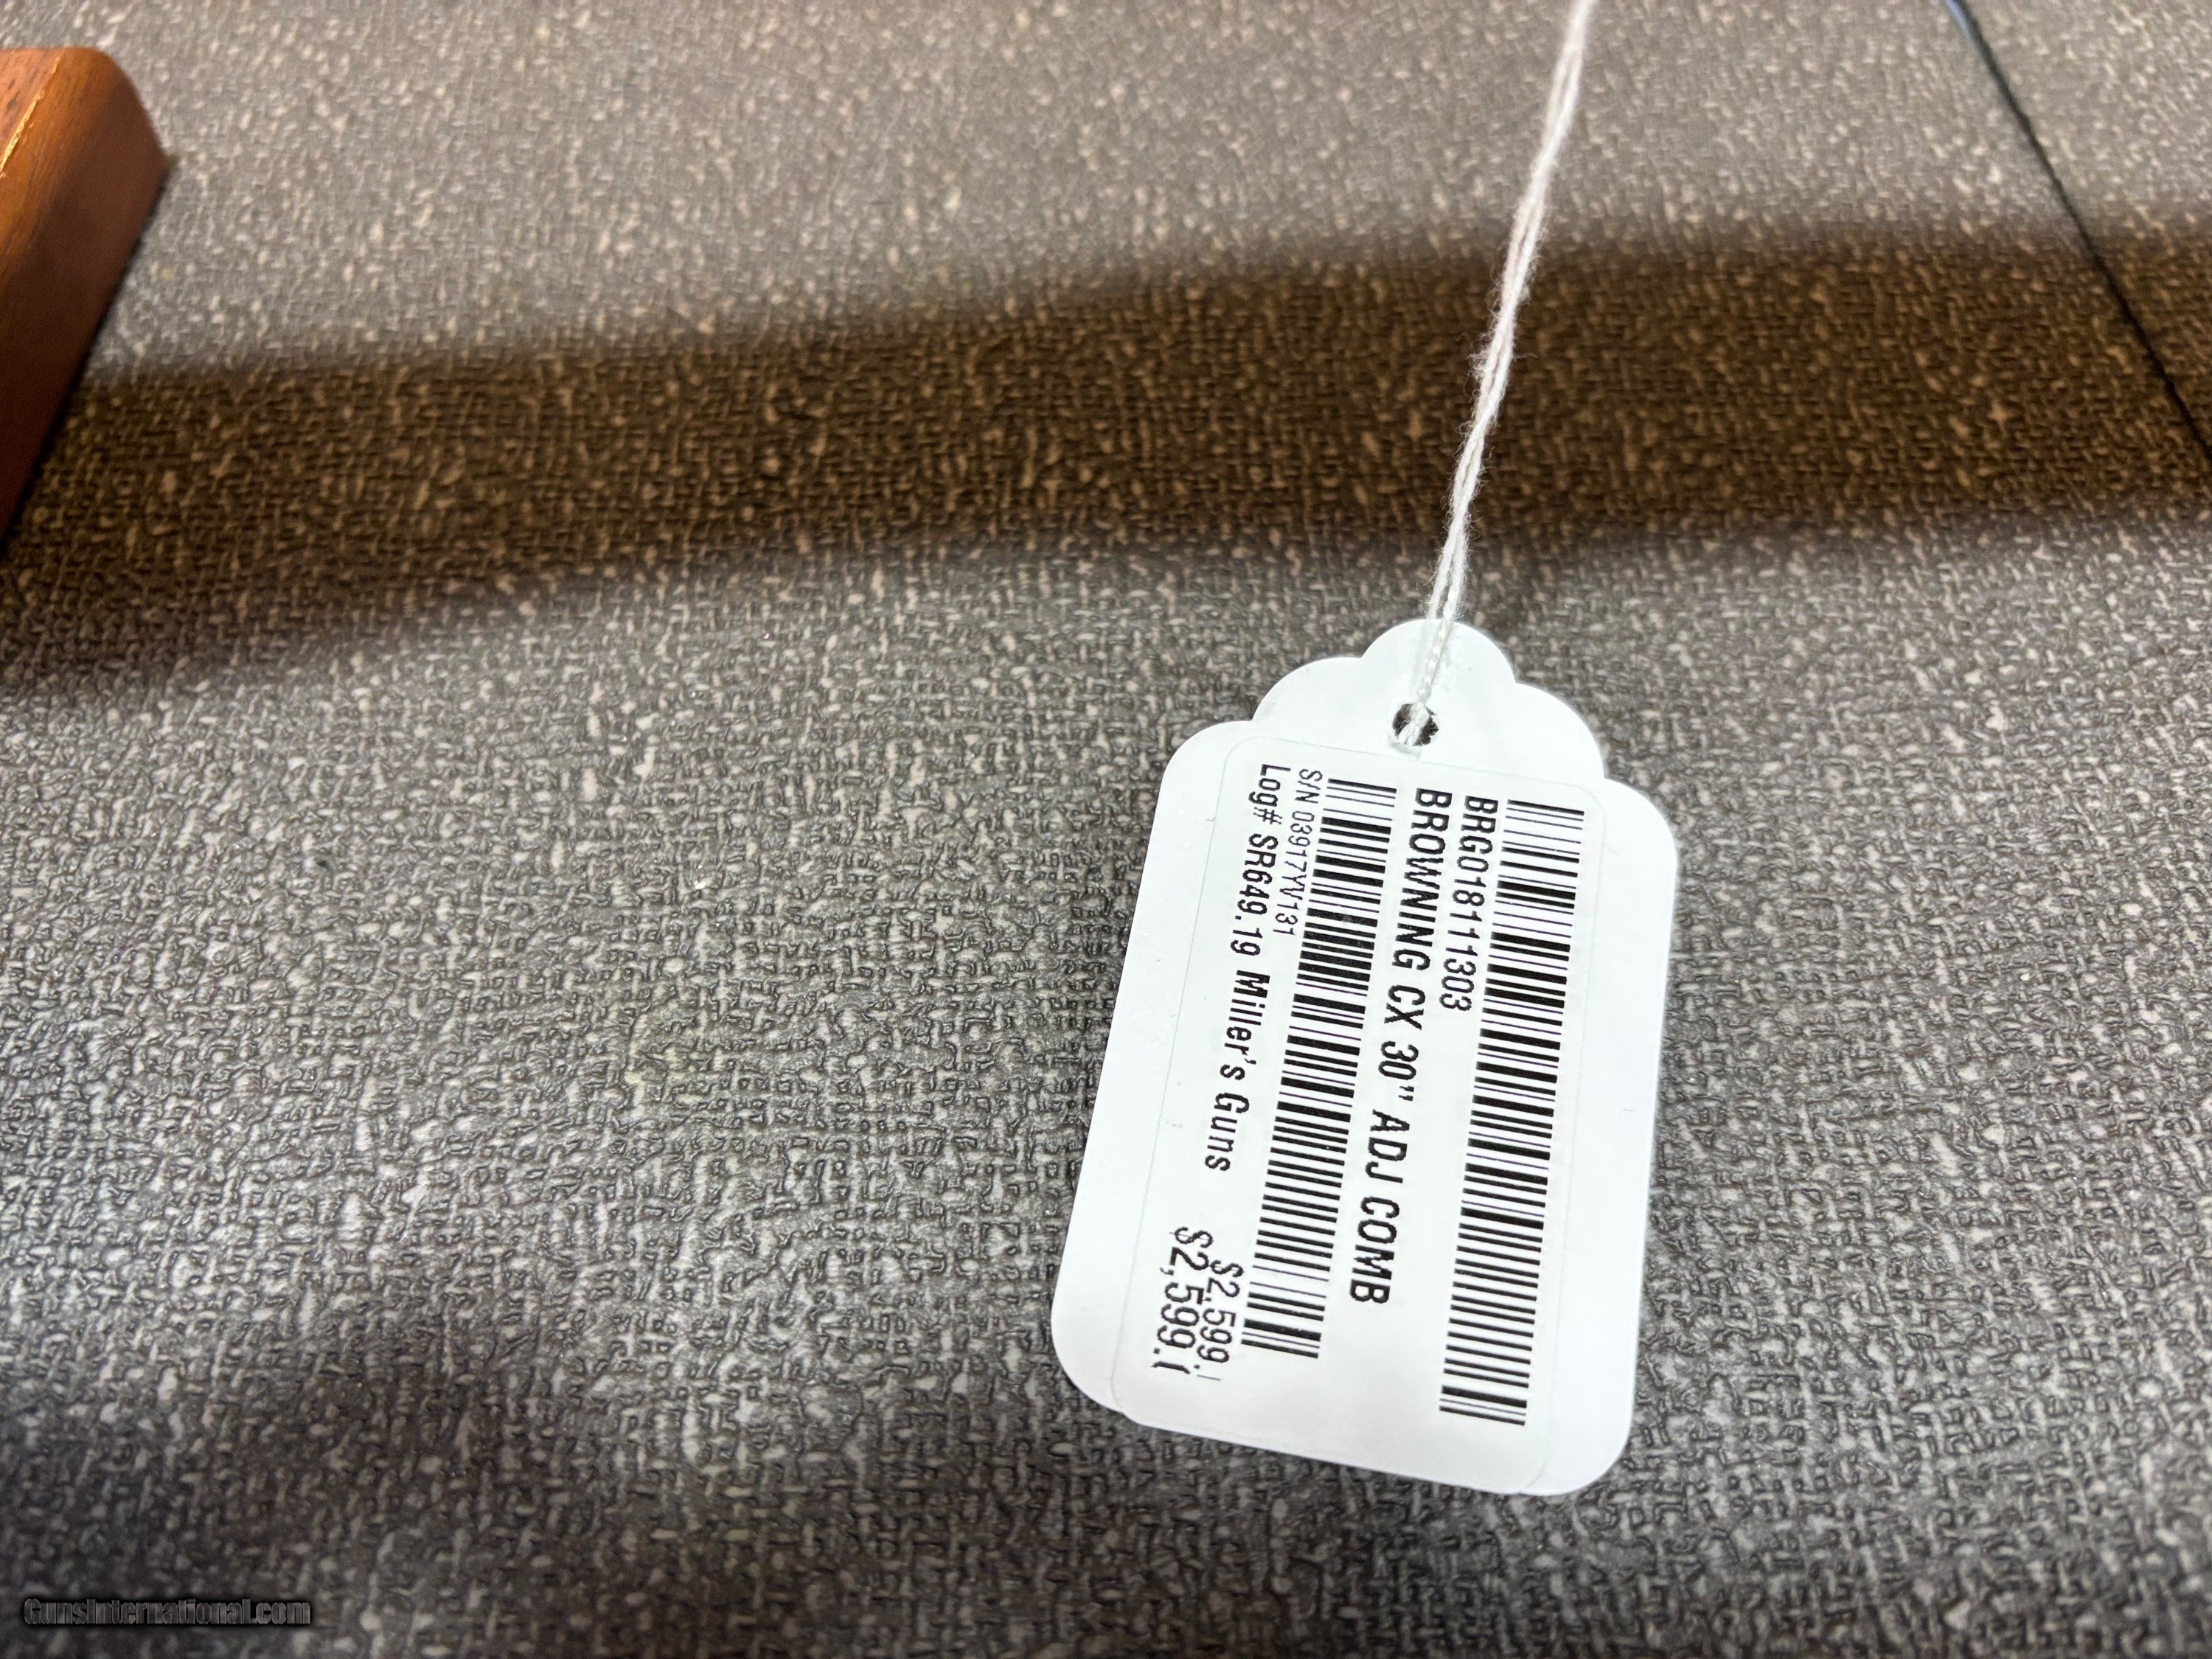 BRG018111303
BROWNING CX 30" ADJ COMB
S/N 03917YV131
Log# SR649.19 Miller's Guns
$2,599.
$2,599.(
GunsInternational.com